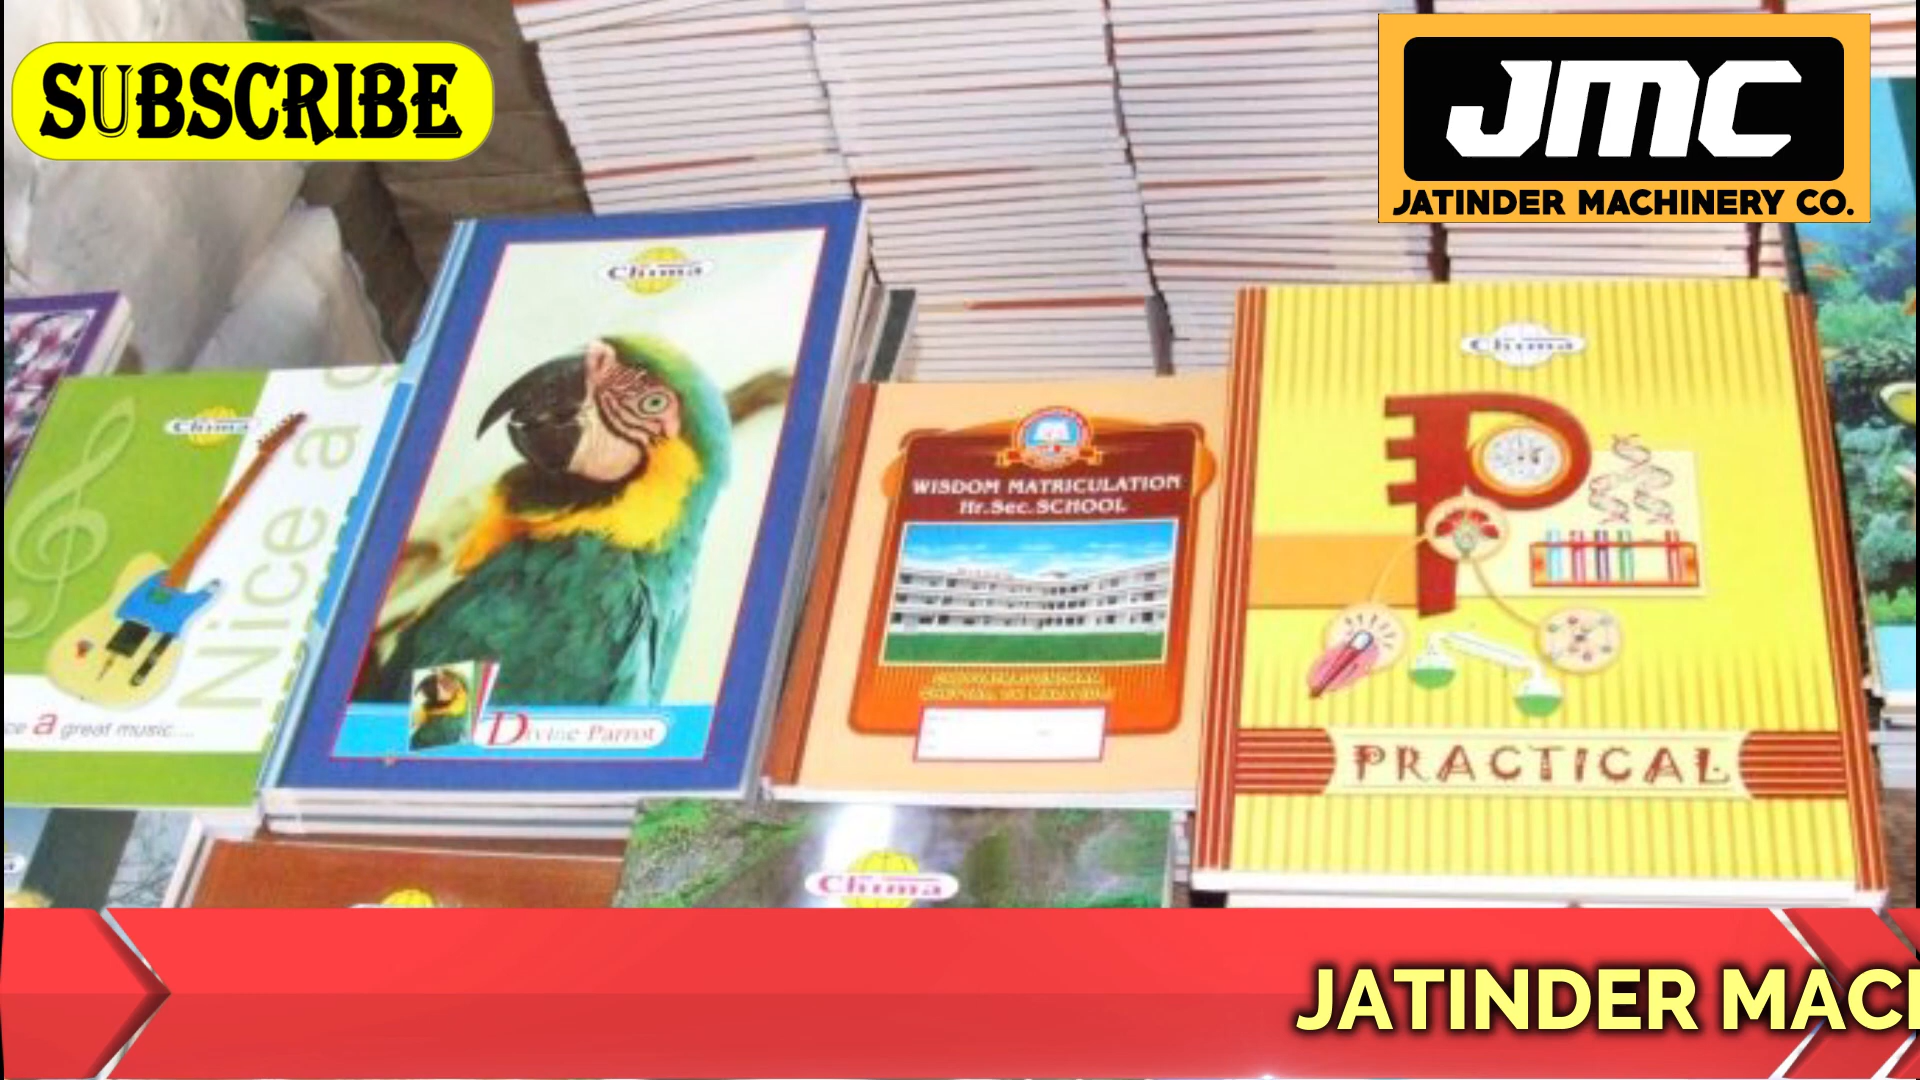 SUBSCRIBE
JMC
JATINDER MACHINERY CO.
Chima
Chima
Nice a g
a great music....
Divine Parrot
WISDOM MATRICULATION
Hr.Sec.SCHOOL
Chima
PRACTICAL
Chima
JATINDER MACH